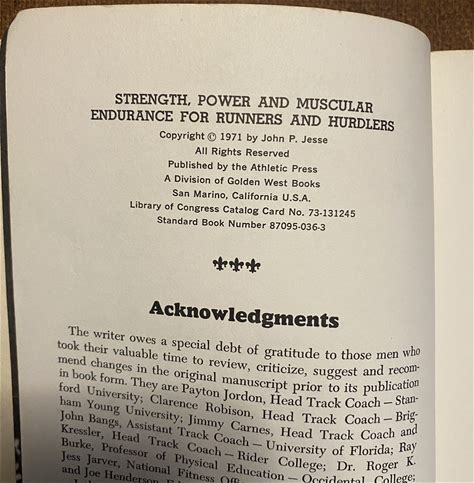 STRENGTH, POWER AND MUSCULAR
ENDURANCE FOR RUNNERS AND HURDLERS
Copyright © 1971 by John P. Jesse
All Rights Reserved
Published by the Athletic Press
A Division of Golden West Books
San Marino, California U.S.A.
Library of Congress Catalog Card No. 73-131245
Standard Book Number 87095-036-3
Acknowledgments
The writer owes a special debt of gratitude to those men who
took their valuable time to review, criticize, suggest and recom-
mend changes in the original manuscript prior to its publication
in book form. They are Payton Jordon, Head Track Coach — Stan-
ford University; Clarence Robison, Head Track Coach — Brig-
ham Young University; Jimmy Carnes, Head Track Coach and
John Bangs, Assistant Track Coach — University of Florida; Ray
Kressler, Head Track Coach — Rider College; Dr. Roger K.
Burke, Professor of Physical Education — Occidental College;
Jess Jarver, National Fitness
and Joe Henderson,